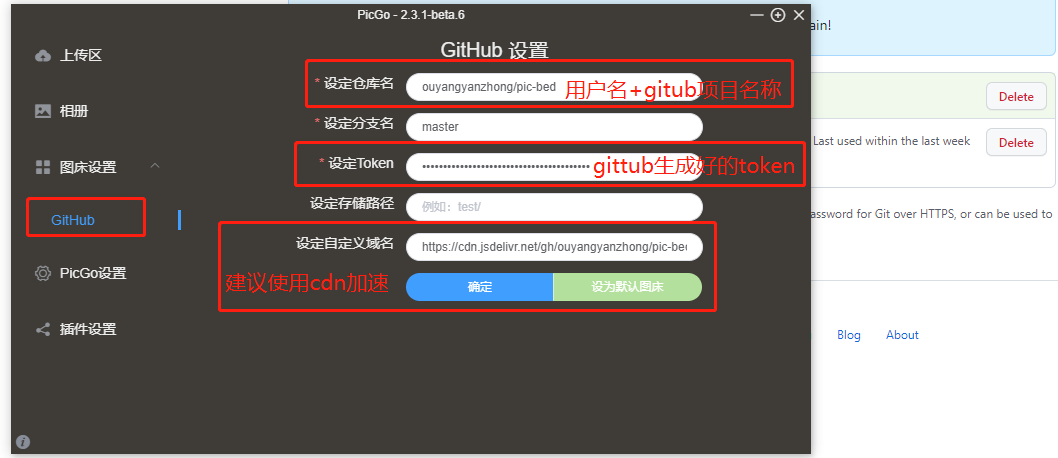 PicGo - 2.3.1-beta.6
ain!
上传区
GitHub 设置
* 设定仓库名
ouyangyanzhong/pic-bed
用户名+gitub项目名称
Delete
相册
* 设定分支名
master
Last used within the last week
Delete
图床设置
* 设定Token
gittub生成好的token
GitHub
设定存储路径
例如：test/
assword for Git over HTTPS, or can be used to
设定自定义域名
https://cdn.jsdelivr.net/gh/ouyangyanzhong/pic-bec
PicGo设置
建议使用cdn加速
确定
设为默认图床
插件设置
Blog
About